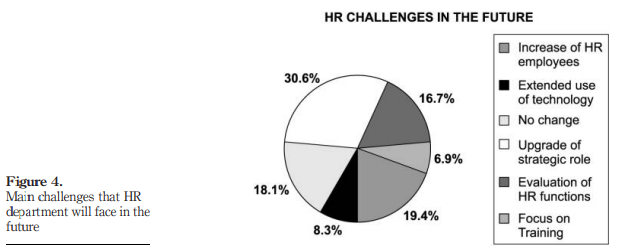 HR CHALLENGES IN THE FUTURE
30.6%
16.7%
6.9%
19.4%
8.3%
18.1%
Increase of HR
employees
Extended use
of technology
No change
Upgrade of
strategic role
Evaluation of
HR functions
Focus on
Training
Figure 4.
Main challenges that HR
department will face in the
future